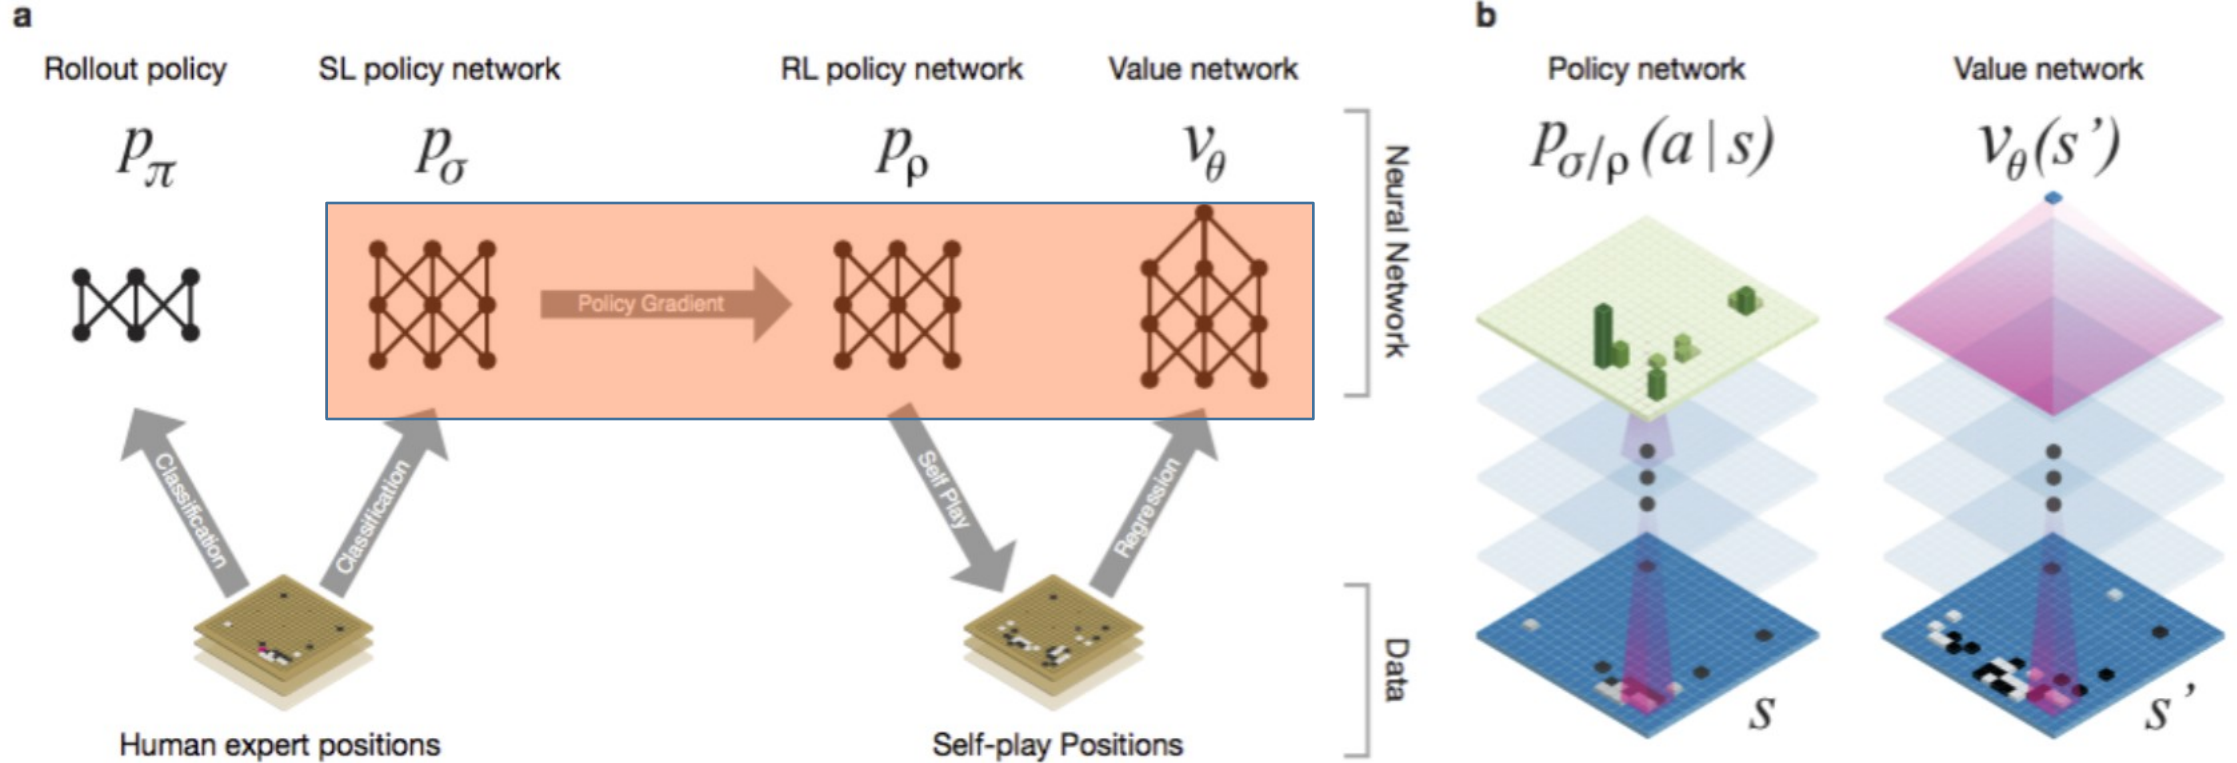 a
Rollout policy
SL policy network
RL policy network
Value network
pπ
pσ
pρ
vθ
Policy Gradient
Neural Network
Classification
Classification
Self Play
Regression
Data
Human expert positions
Self-play Positions
b
Policy network
Value network
pσ/ρ (a|s)
vθ(s’)
s
s’